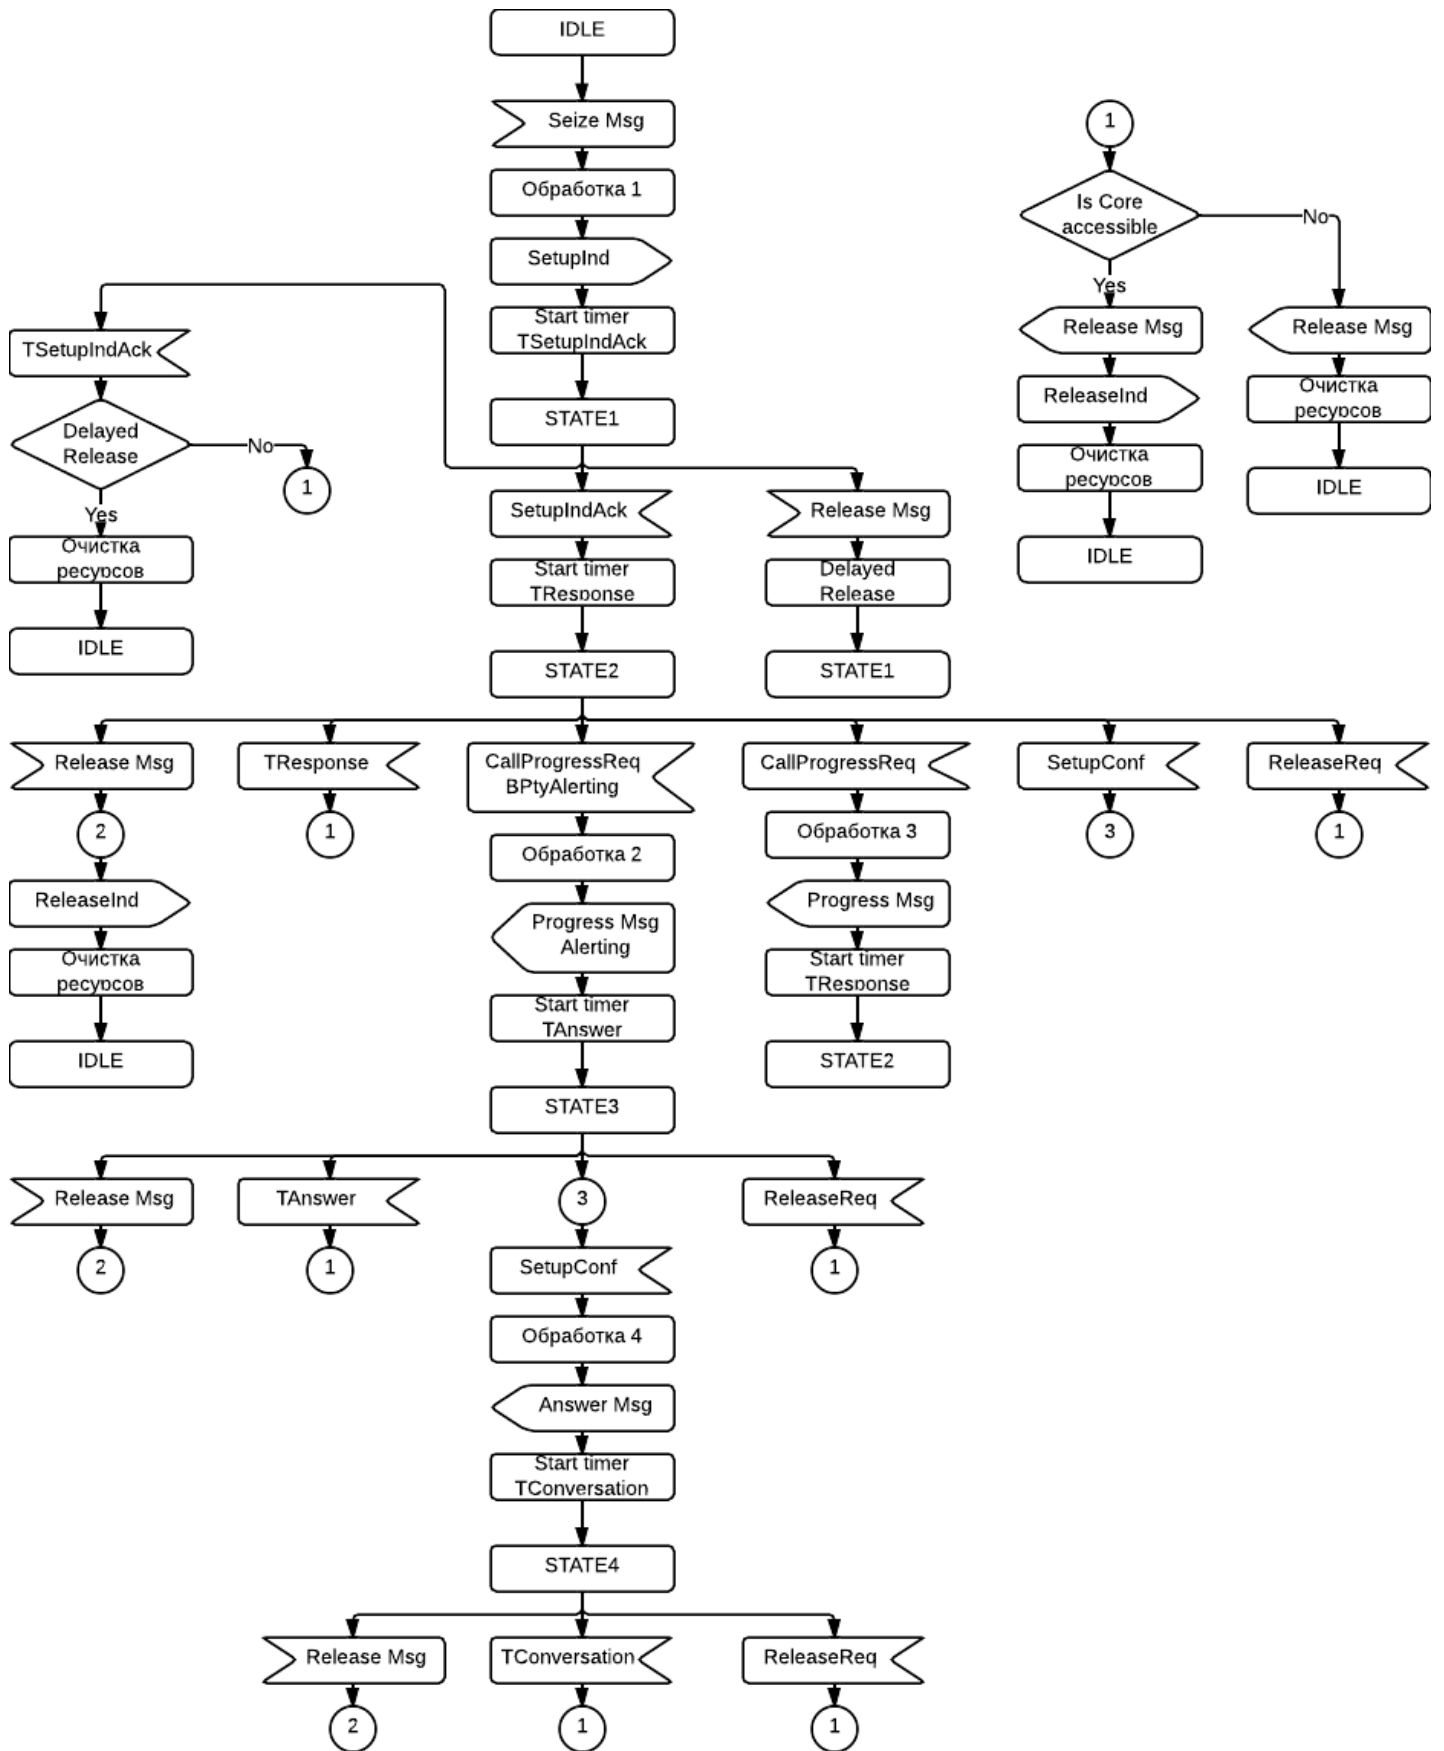 IDLE
Seize Msg
Обработка 1
SetupInd
Start timer
TSetupIndAck
STATE1
TSetupIndAck
Delayed
Release
No
1
Yes
Очистка
ресурсов
IDLE
SetupIndAck
Start timer
TResponse
STATE2
Release Msg
Delayed
Release
STATE1
1
Is Core
accessible
No
Yes
Release Msg
ReleaseInd
Очистка
ресурсов
IDLE
Release Msg
Очистка
ресурсов
IDLE
Release Msg
2
ReleaseInd
Очистка
ресурсов
IDLE
TResponse
1
CallProgressReq
BPtyAlerting
Обработка 2
Progress Msg
Alerting
Start timer
TAnswer
STATE3
CallProgressReq
Обработка 3
Progress Msg
Start timer
TResponse
STATE2
SetupConf
3
ReleaseReq
1
Release Msg
2
TAnswer
1
3
SetupConf
Обработка 4
Answer Msg
Start timer
TConversation
STATE4
ReleaseReq
1
Release Msg
2
TConversation
1
ReleaseReq
1